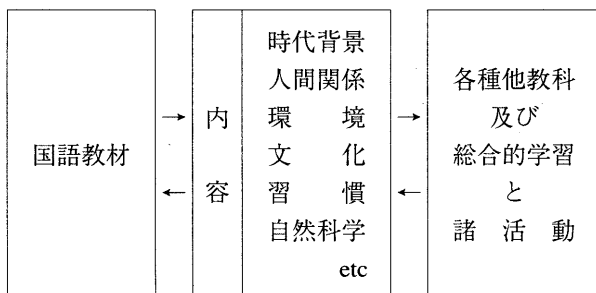 国語教材
→
←
内
容
時代背景
人間関係
環境
文化
習慣
自然科学
etc
→
←
各種他教科
及び
総合的学習
と
諸活動